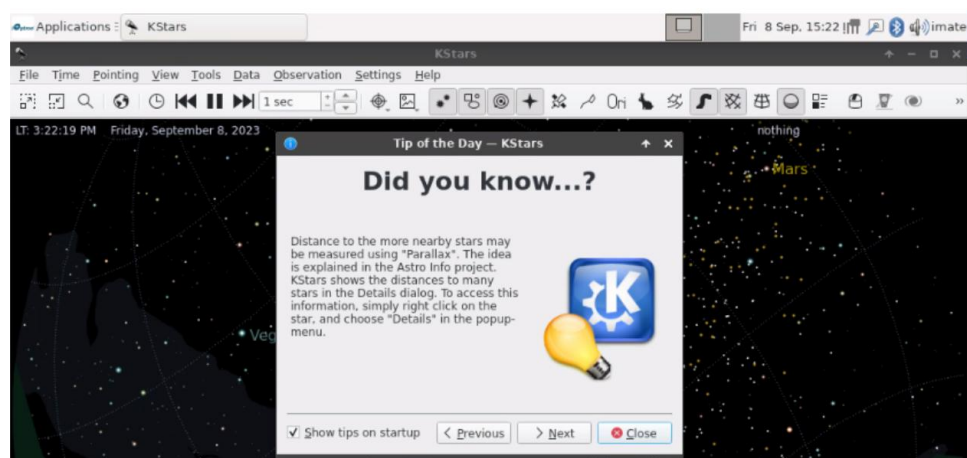 Applications KStars Fri 8 Sep, 15:22 imate
KStars
File Time Pointing View Tools Data Observation Settings Help
1 sec Ori »
LT: 3:22:19 PM Friday, September 8, 2023
nothing
Mars
Veg
Tip of the Day — KStars
Did you know...?
Distance to the more nearby stars may
be measured using "Parallax". The idea
is explained in the Astro Info project.
KStars shows the distances to many
stars in the Details dialog. To access this
information, simply right click on the
star, and choose "Details" in the popup-
menu.
K
Show tips on startup < Previous > Next Close